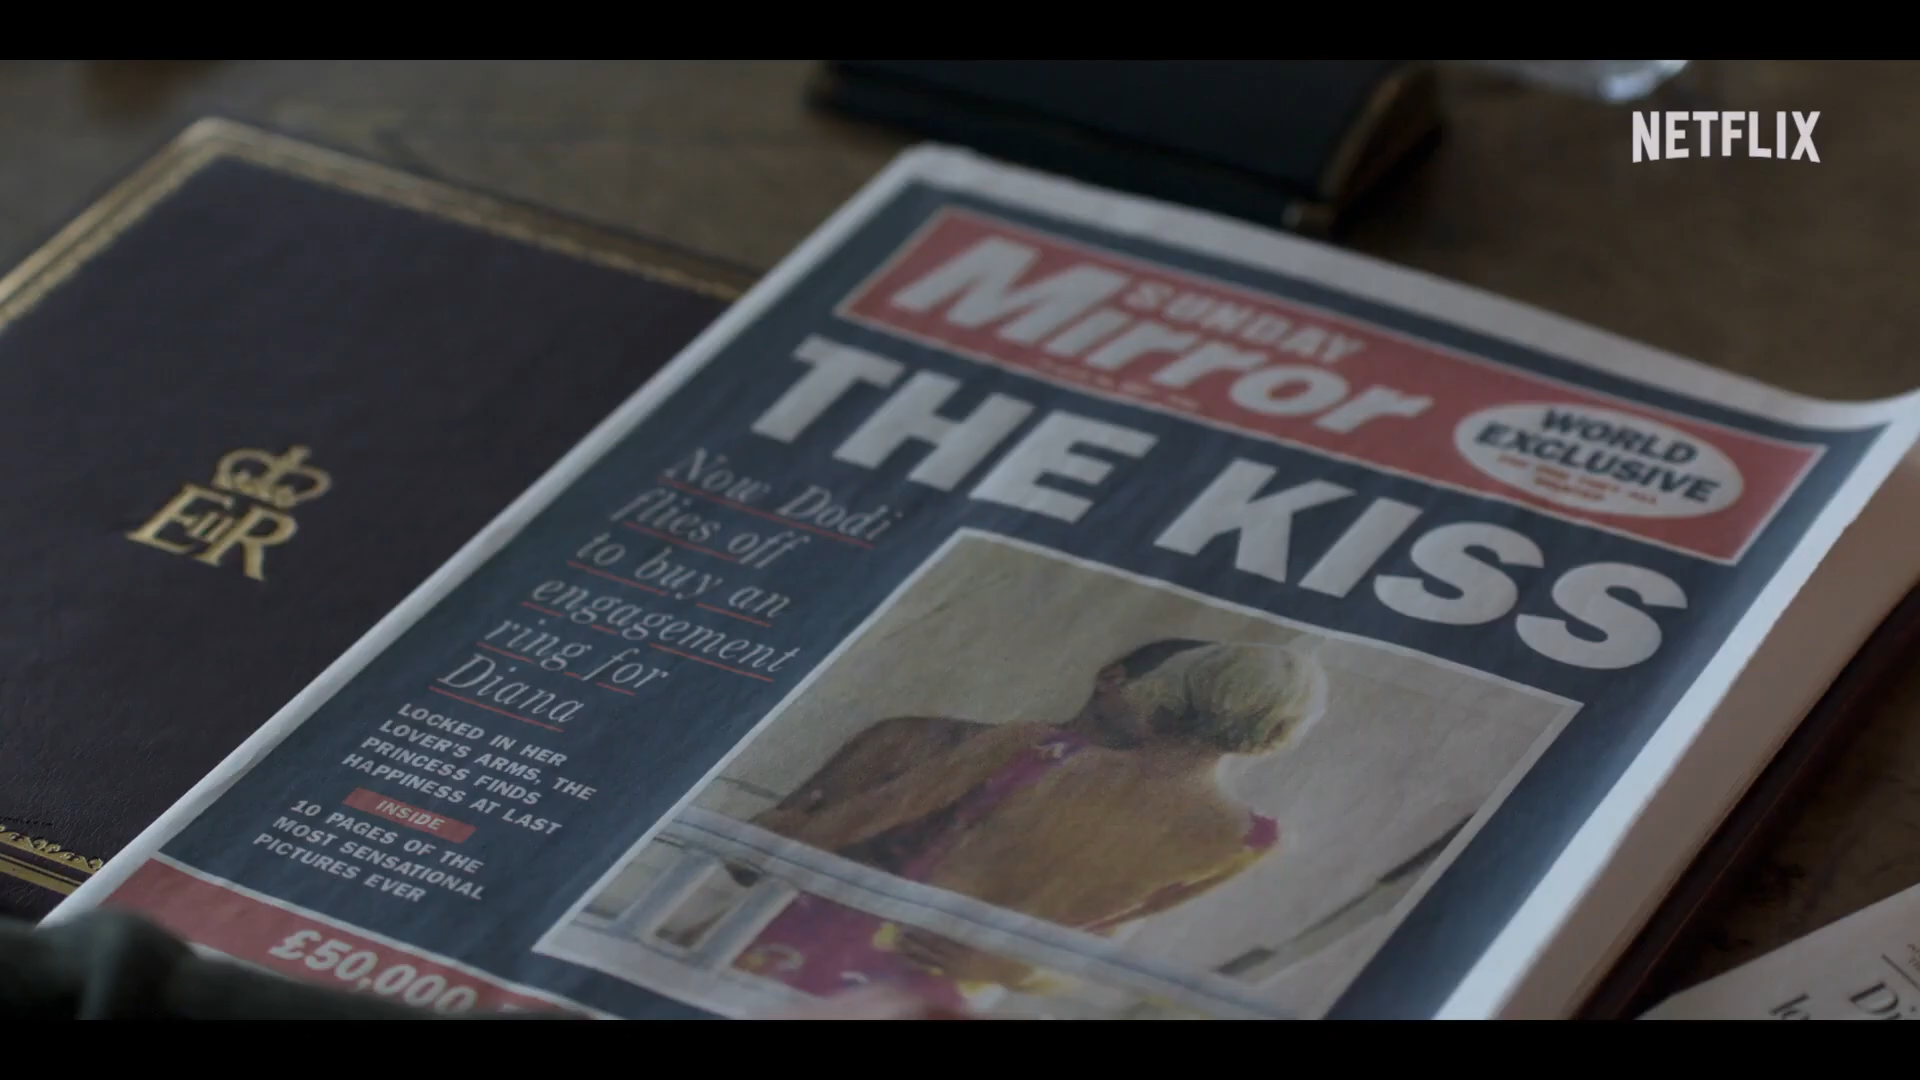 NETFLIX
EIIR
SUNDAY
Mirror
WORLD
EXCLUSIVE
THE KISS
Now Dodi
flies off
to buy an
engagement
ring for
Diana
LOCKED IN HER
LOVER'S ARMS, THE
PRINCESS FINDS
HAPPINESS AT LAST
INSIDE
10 PAGES OF THE
MOST SENSATIONAL
PICTURES EVER
£50,000